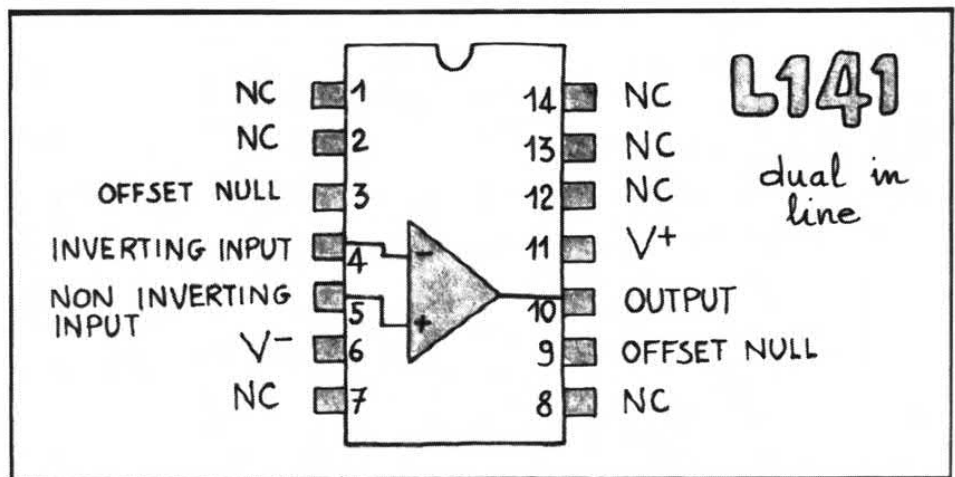 L141
dual in
line
NC 1
NC 2
OFFSET NULL 3
INVERTING INPUT 4
NON INVERTING
INPUT 5
V- 6
NC 7
14 NC
13 NC
12 NC
11 V+
10 OUTPUT
9 OFFSET NULL
8 NC
-
+